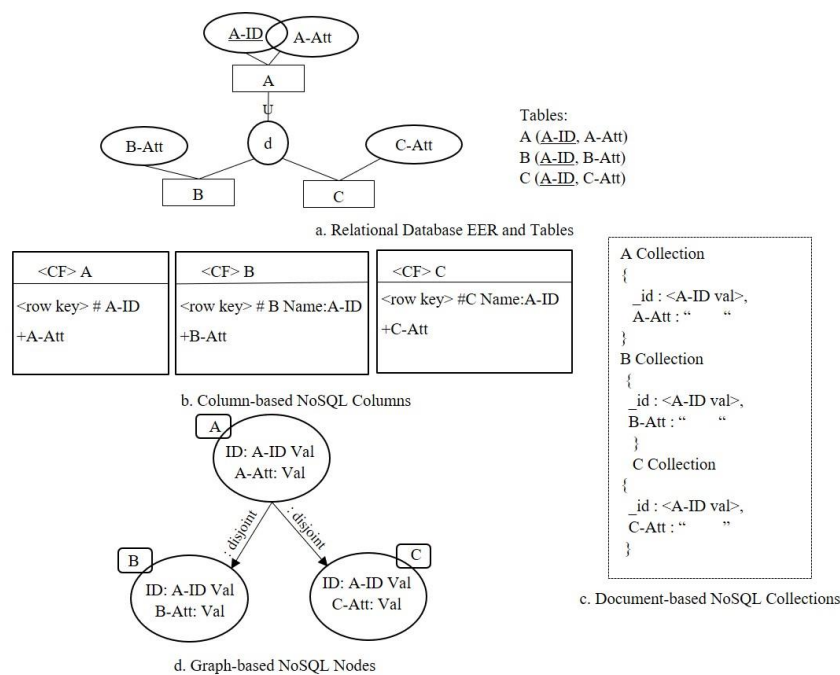 A-ID
A-Att
A
U
d
B-Att
C-Att
B
C
Tables:
A (A-ID, A-Att)
B (A-ID, B-Att)
C (A-ID, C-Att)
a. Relational Database EER and Tables
<CF> A
<row key> # A-ID
+A-Att
<CF> B
<row key> # B Name:A-ID
+B-Att
<CF> C
<row key> #C Name:A-ID
+C-Att
b. Column-based NoSQL Columns
A Collection
{
_id : <A-ID val>,
A-Att : “ “
}
B Collection
{
_id : <A-ID val>,
B-Att : “ “
}
C Collection
{
_id : <A-ID val>,
C-Att : “ ”
}
c. Document-based NoSQL Collections
A
ID: A-ID Val
A-Att: Val
: disjoint
: disjoint
B
ID: A-ID Val
B-Att: Val
C
ID: A-ID Val
C-Att: Val
d. Graph-based NoSQL Nodes